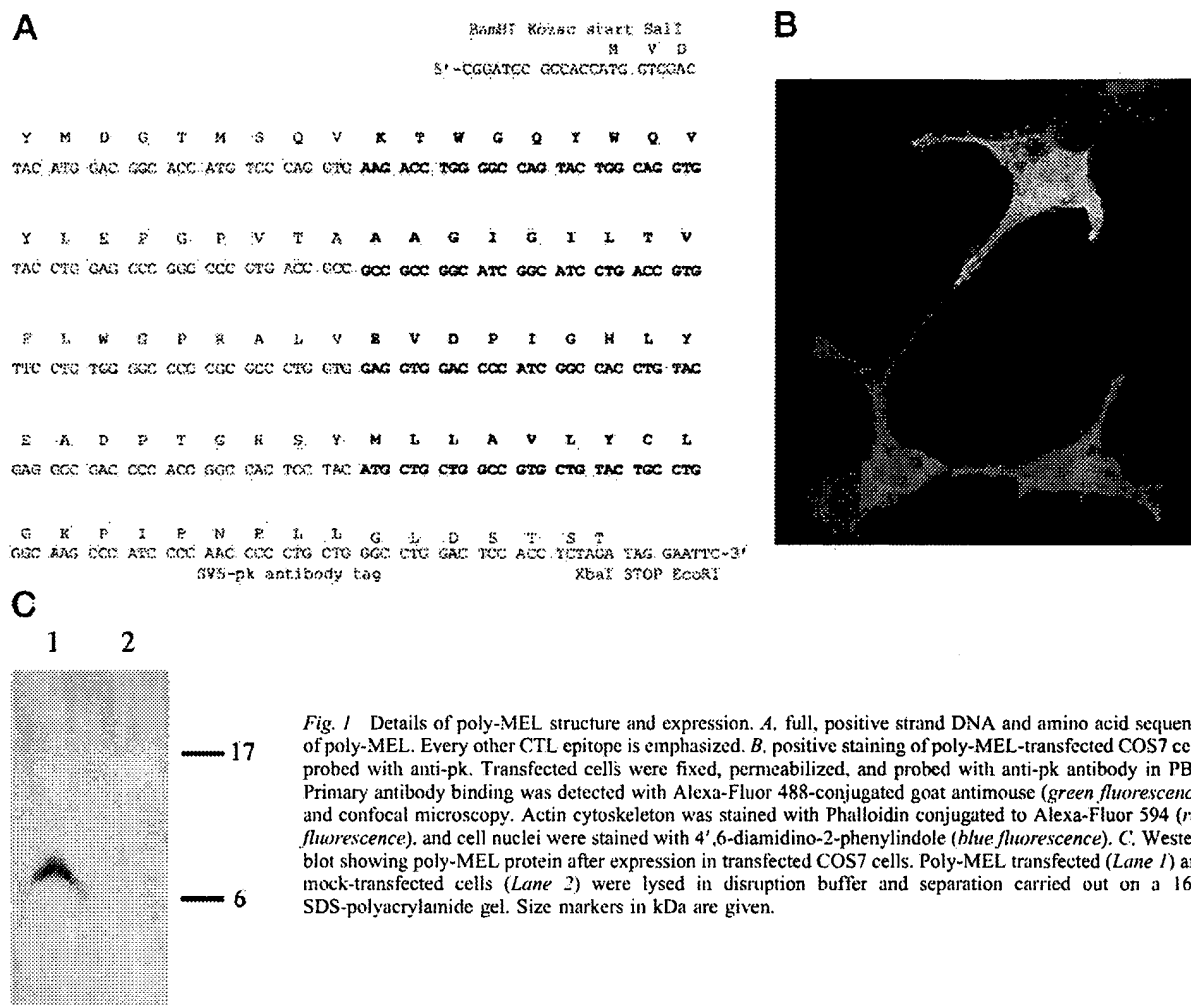 A
BamHI Kozac start SalI
M V D
5'-CGGATCC GCCACCATG GTCGAC
Y M D G T M S Q V K T W G Q Y W Q V
TAC ATG GAC GGC ACC ATG TCC CAG GTG AAG ACC TGG GGC CAG TAC TGG CAG GTG
Y L E P G P V T A A A G I G I L T V
TAC CTG GAG CCC GGC CCC GTG ACC GCC GCC GCC GGC ATC GGC ATC CTG ACC GTG
F L W G P R A L V E V D P I G H L Y
TTC CTG TGG GGC CCC CGC GCC CTG GTG GAG GTG GAC CCC ATC GGC CAC CTG TAC
E A D P T G H S Y M L L A V L Y C L
GAG GCC GAC CCC ACC GGC CAC TCC TAC ATG CTG CTG GCC GTG CTG TAC TGC CTG
G K P I P N P L L G L D S T S T
GGC AAG CCC ATC CCC AAC CCC CTG CTG GGC CTG GAC TCC ACC TCTAGA TAG GAATTC-3'
SV5-pk antibody tag XbaI STOP EcoRI
B
C
1 2
17
6
Fig. 1 Details of poly-MEL structure and expression. A, full, positive strand DNA and amino acid sequen
of poly-MEL. Every other CTL epitope is emphasized. B, positive staining of poly-MEL-transfected COS7 ce
probed with anti-pk. Transfected cells were fixed, permeabilized, and probed with anti-pk antibody in PB
Primary antibody binding was detected with Alexa-Fluor 488-conjugated goat antimouse (green fluorescenc
and confocal microscopy. Actin cytoskeleton was stained with Phalloidin conjugated to Alexa-Fluor 594 (r
fluorescence), and cell nuclei were stained with 4',6-diamidino-2-phenylindole (blue fluorescence). C, Weste
blot showing poly-MEL protein after expression in transfected COS7 cells. Poly-MEL transfected (Lane 1) a
mock-transfected cells (Lane 2) were lysed in disruption buffer and separation carried out on a 16
SDS-polyacrylamide gel. Size markers in kDa are given.